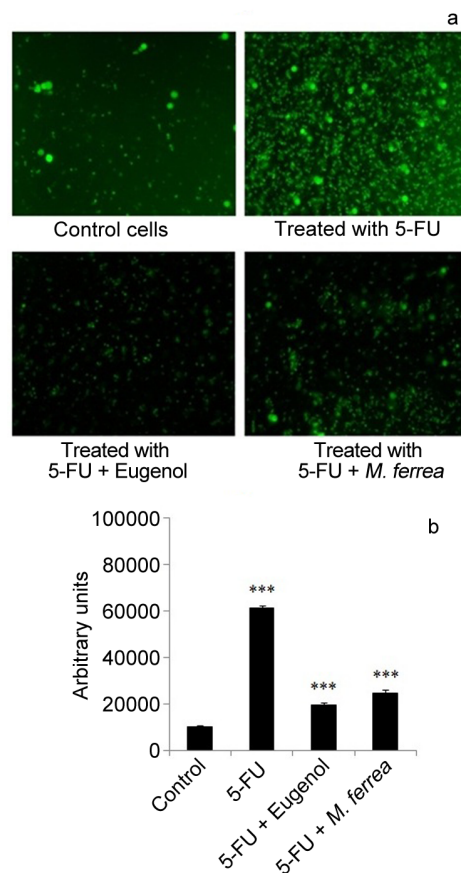 a
Control cells
Treated with 5-FU
Treated with
5-FU + Eugenol
Treated with
5-FU + M. ferrea
b
Arbitrary units
100000
80000
60000
40000
20000
0
***
***
***
Control
5-FU
5-FU + Eugenol
5-FU + M. ferrea